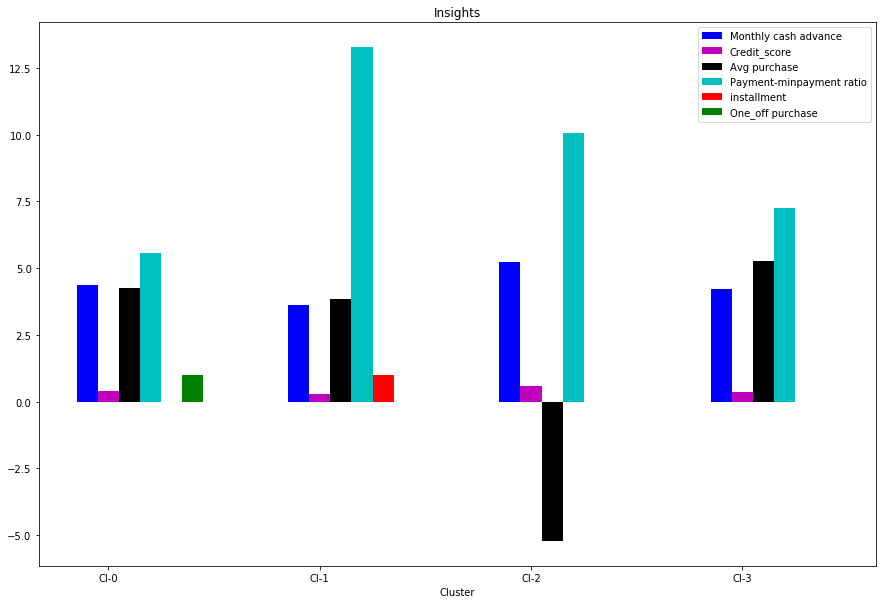 Insights
Monthly cash advance
Credit_score
Avg purchase
Payment-minpayment ratio
installment
One_off purchase
12.5
10.0
7.5
5.0
2.5
0.0
−2.5
−5.0
Cl-0 Cl-1 Cl-2 Cl-3
Cluster